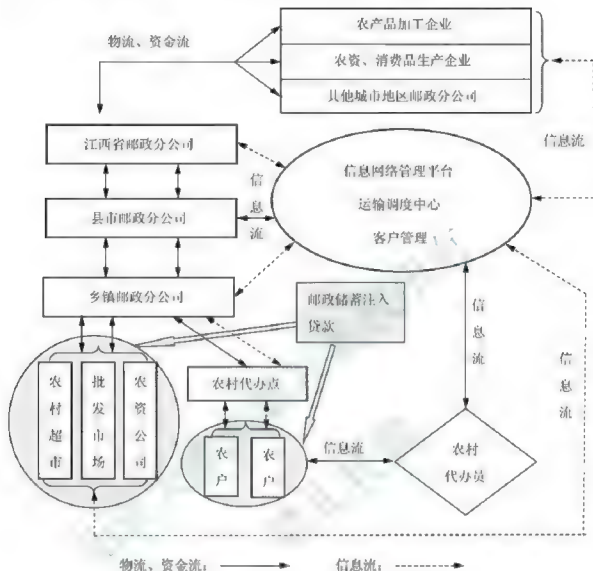 农产品加工企业
物流、资金流
农资、消费品生产企业
其他城市地区邮政分公司
信息流
江西省邮政分公司
信息流
信息网络管理平台
运输调度中心
客户管理
县市邮政分公司
乡镇邮政分公司
邮政储蓄注入
贷款
信息流
信息流
农村代办点
农村超市
批发市场
农资公司
农户
农户
信息流
农村
代办员
物流、资金流:
信息流: